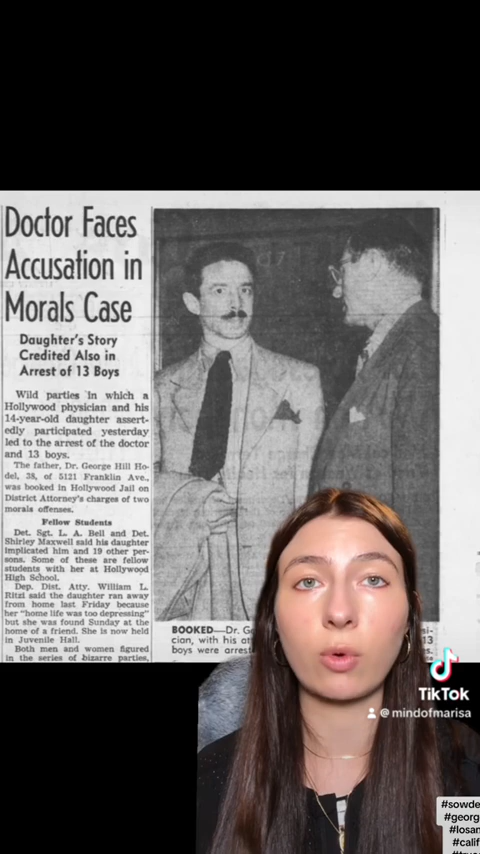 Doctor Faces
Accusation in
Morals Case
Daughter's Story
Credited Also in
Arrest of 13 Boys
Wild parties in which a
Hollywood physician and his
14-year-old daughter assert-
edly participated yesterday
led to the arrest of the doctor
and 13 boys.
The father, Dr. George Hill Ho-
del, 38, of 5121 Franklin Ave.,
was booked in Hollywood Jail on
District Attorney's charges of two
morals offenses.
Fellow Students
Det. Sgt. L. A. Bell and Det.
Shirley Maxwell said his daughter
implicated him and 19 other per-
sons. Some of these are fellow
students with her at Hollywood
High School.
Dep. Dist. Atty. William L.
Ritzi said the daughter ran away
from home last Friday because
her "home life was too depressing"
but she was found Sunday at the
home of a friend. She is now held
in Juvenile Hall.
Both men and women figured
in the series of bizarre parties,
BOOKED—Dr. G
cian, with his at
boys were arrest
si-
13
TikTok
@mindofmarisa
#sowde
#georg
#losan
#calif